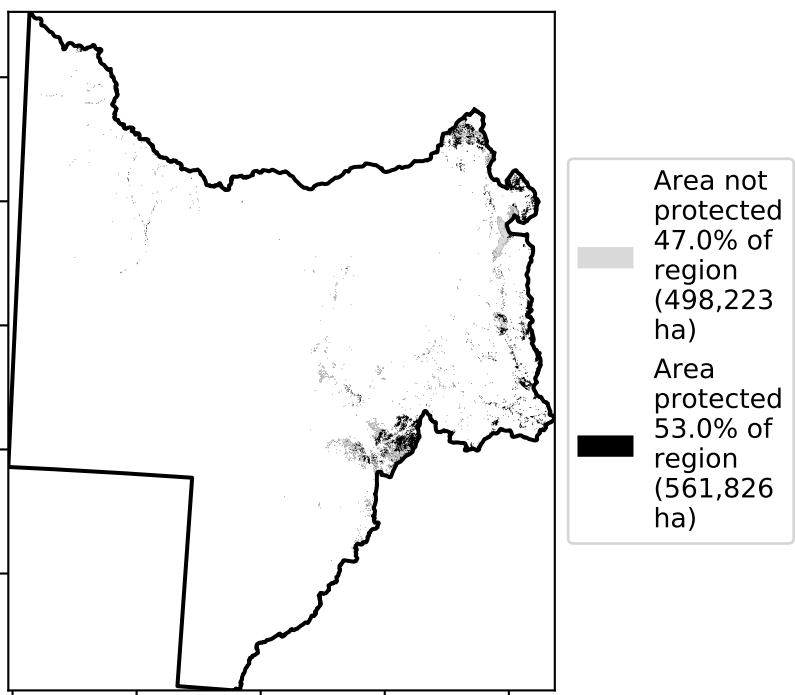 Area not
protected
47.0% of
region
(498,223
ha)
Area
protected
53.0% of
region
(561,826
ha)